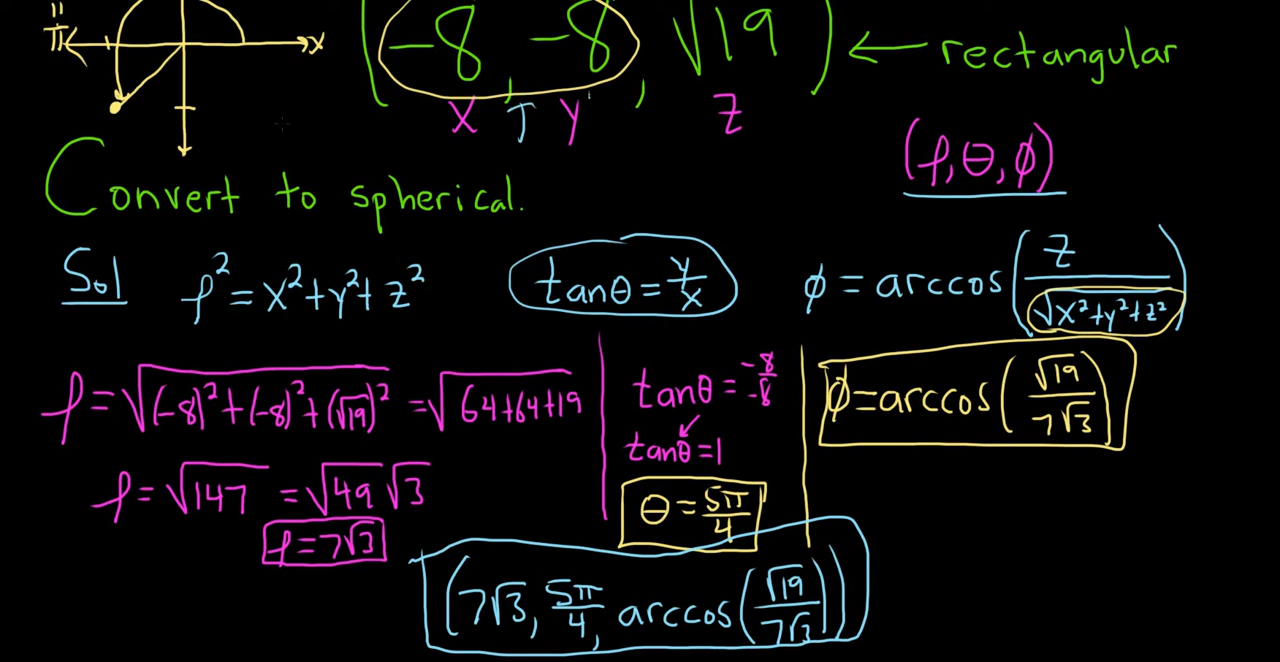 π
x
(-8, -8, √19) ← rectangular
x y z
(ρ, θ, φ)
Convert to spherical.
Sol ρ² = x² + y² + z² tanθ = y/x φ = arccos(z/√x²+y²+z²)
ρ = √(-8)² + (-8)² + (√19)² = √64+64+19
tanθ = -8/-8
φ = arccos(√19/7√3)
tanθ = 1
ρ = √147 = √49 √3
θ = 5π/4
ρ = 7√3
(7√3, 5π/4, arccos(√19/7√3))